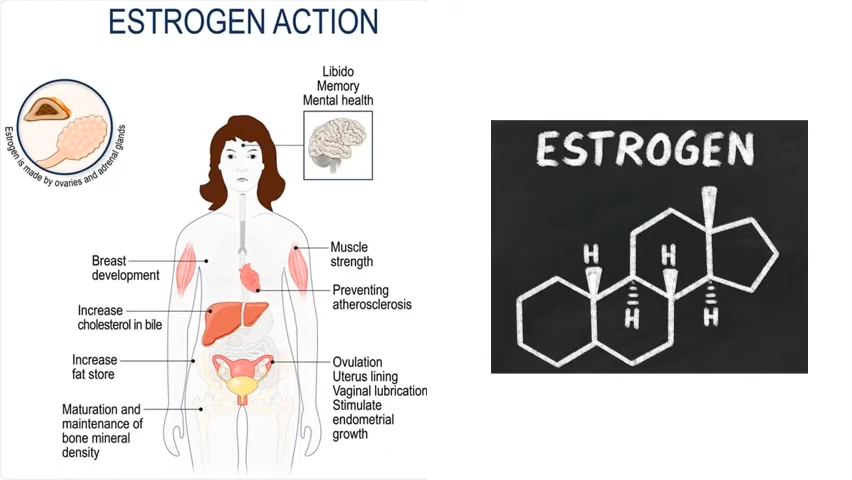 ESTROGEN ACTION
Estrogen is made by ovaries and adrenal glands
Libido
Memory
Mental health
Breast
development
Increase
cholesterol in bile
Increase
fat store
Maturation and
maintenance of
bone mineral
density
Muscle
strength
Preventing
atherosclerosis
Ovulation
Uterus lining
Vaginal lubrication
Stimulate
endometrial
growth
ESTROGEN
H
H
H
H